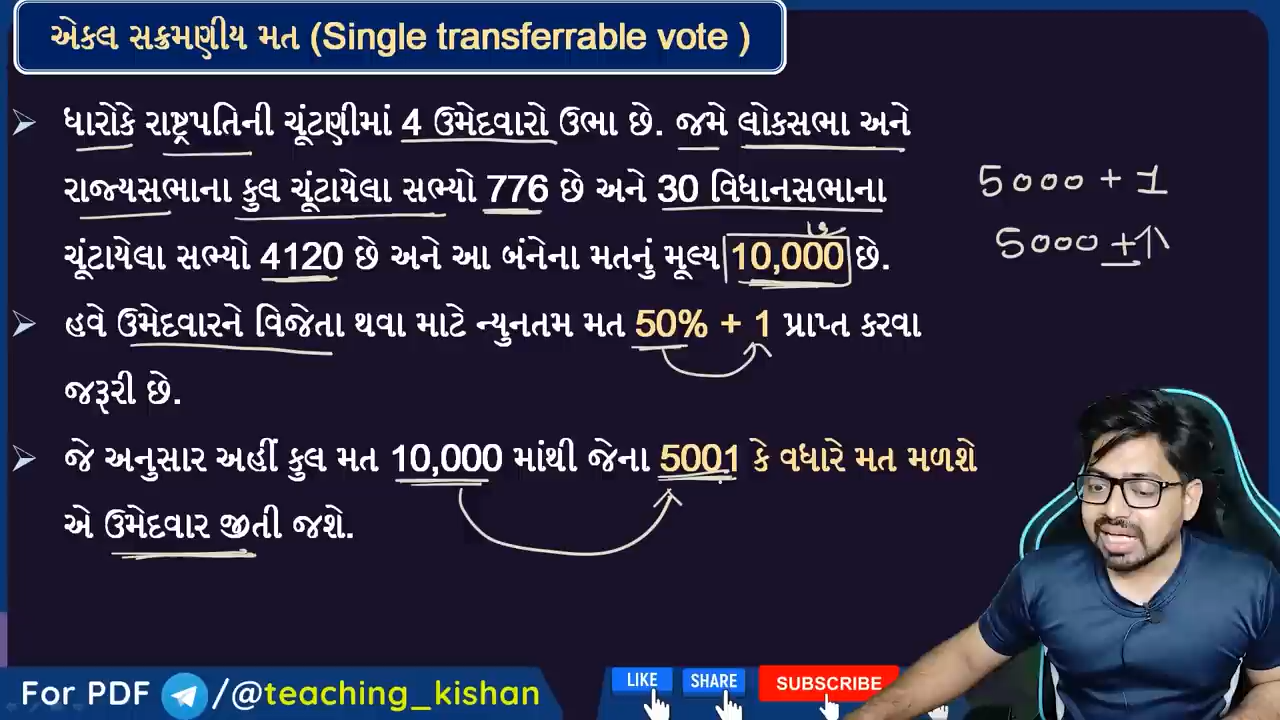 એકલ સક્રમણીય મત (Single transferrable vote )
ધારોકે રાષ્ટ્રપતિની ચૂંટણીમાં 4 ઉમેદવારો ઉભા છે. જમે લોકસભા અને
રાજ્યસભાના કુલ ચૂંટાયેલા સભ્યો 776 છે અને 30 વિધાનસભાના
ચૂંટાયેલા સભ્યો 4120 છે અને આ બંનેના મતનું મૂલ્ય 10,000 છે.
હવે ઉમેદવારને વિજેતા થવા માટે ન્યુનતમ મત 50% + 1 પ્રાપ્ત કરવા
જરૂરી છે.
જે અનુસાર અહીં કુલ મત 10,000 માંથી જેના 5001 કે વધારે મત મળશે
એ ઉમેદવાર જીતી જશે.
5000 + 1
5000 +1
For PDF /@teaching_kishan
LIKE SHARE SUBSCRIBE